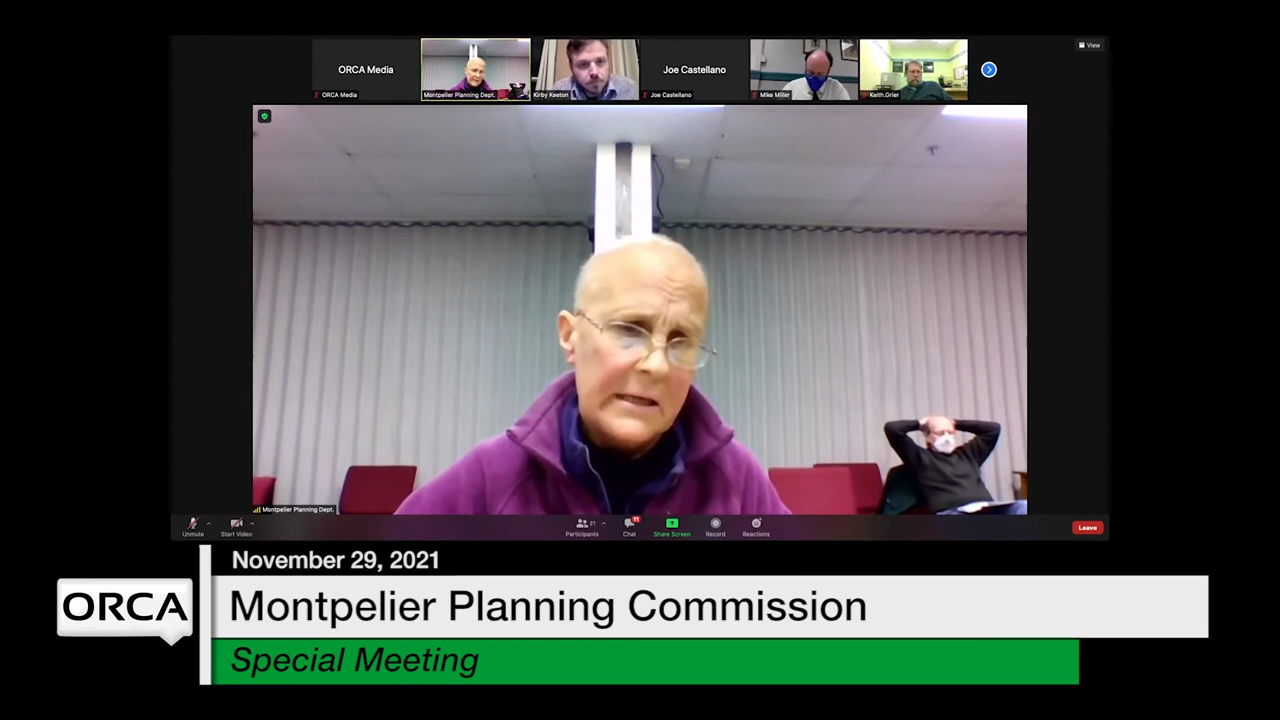 View
ORCA Media
Joe Castellano
ORCA Media
Montpelier Planning Dept.
Kirby Keeton
Joe Castellano
Mike Miller
Keith.Grier
Montpelier Planning Dept.
Unmute
Start Video
21
Participants
11
Chat
Share Screen
Record
Reactions
Leave
November 29, 2021
ORCA
Montpelier Planning Commission
Special Meeting